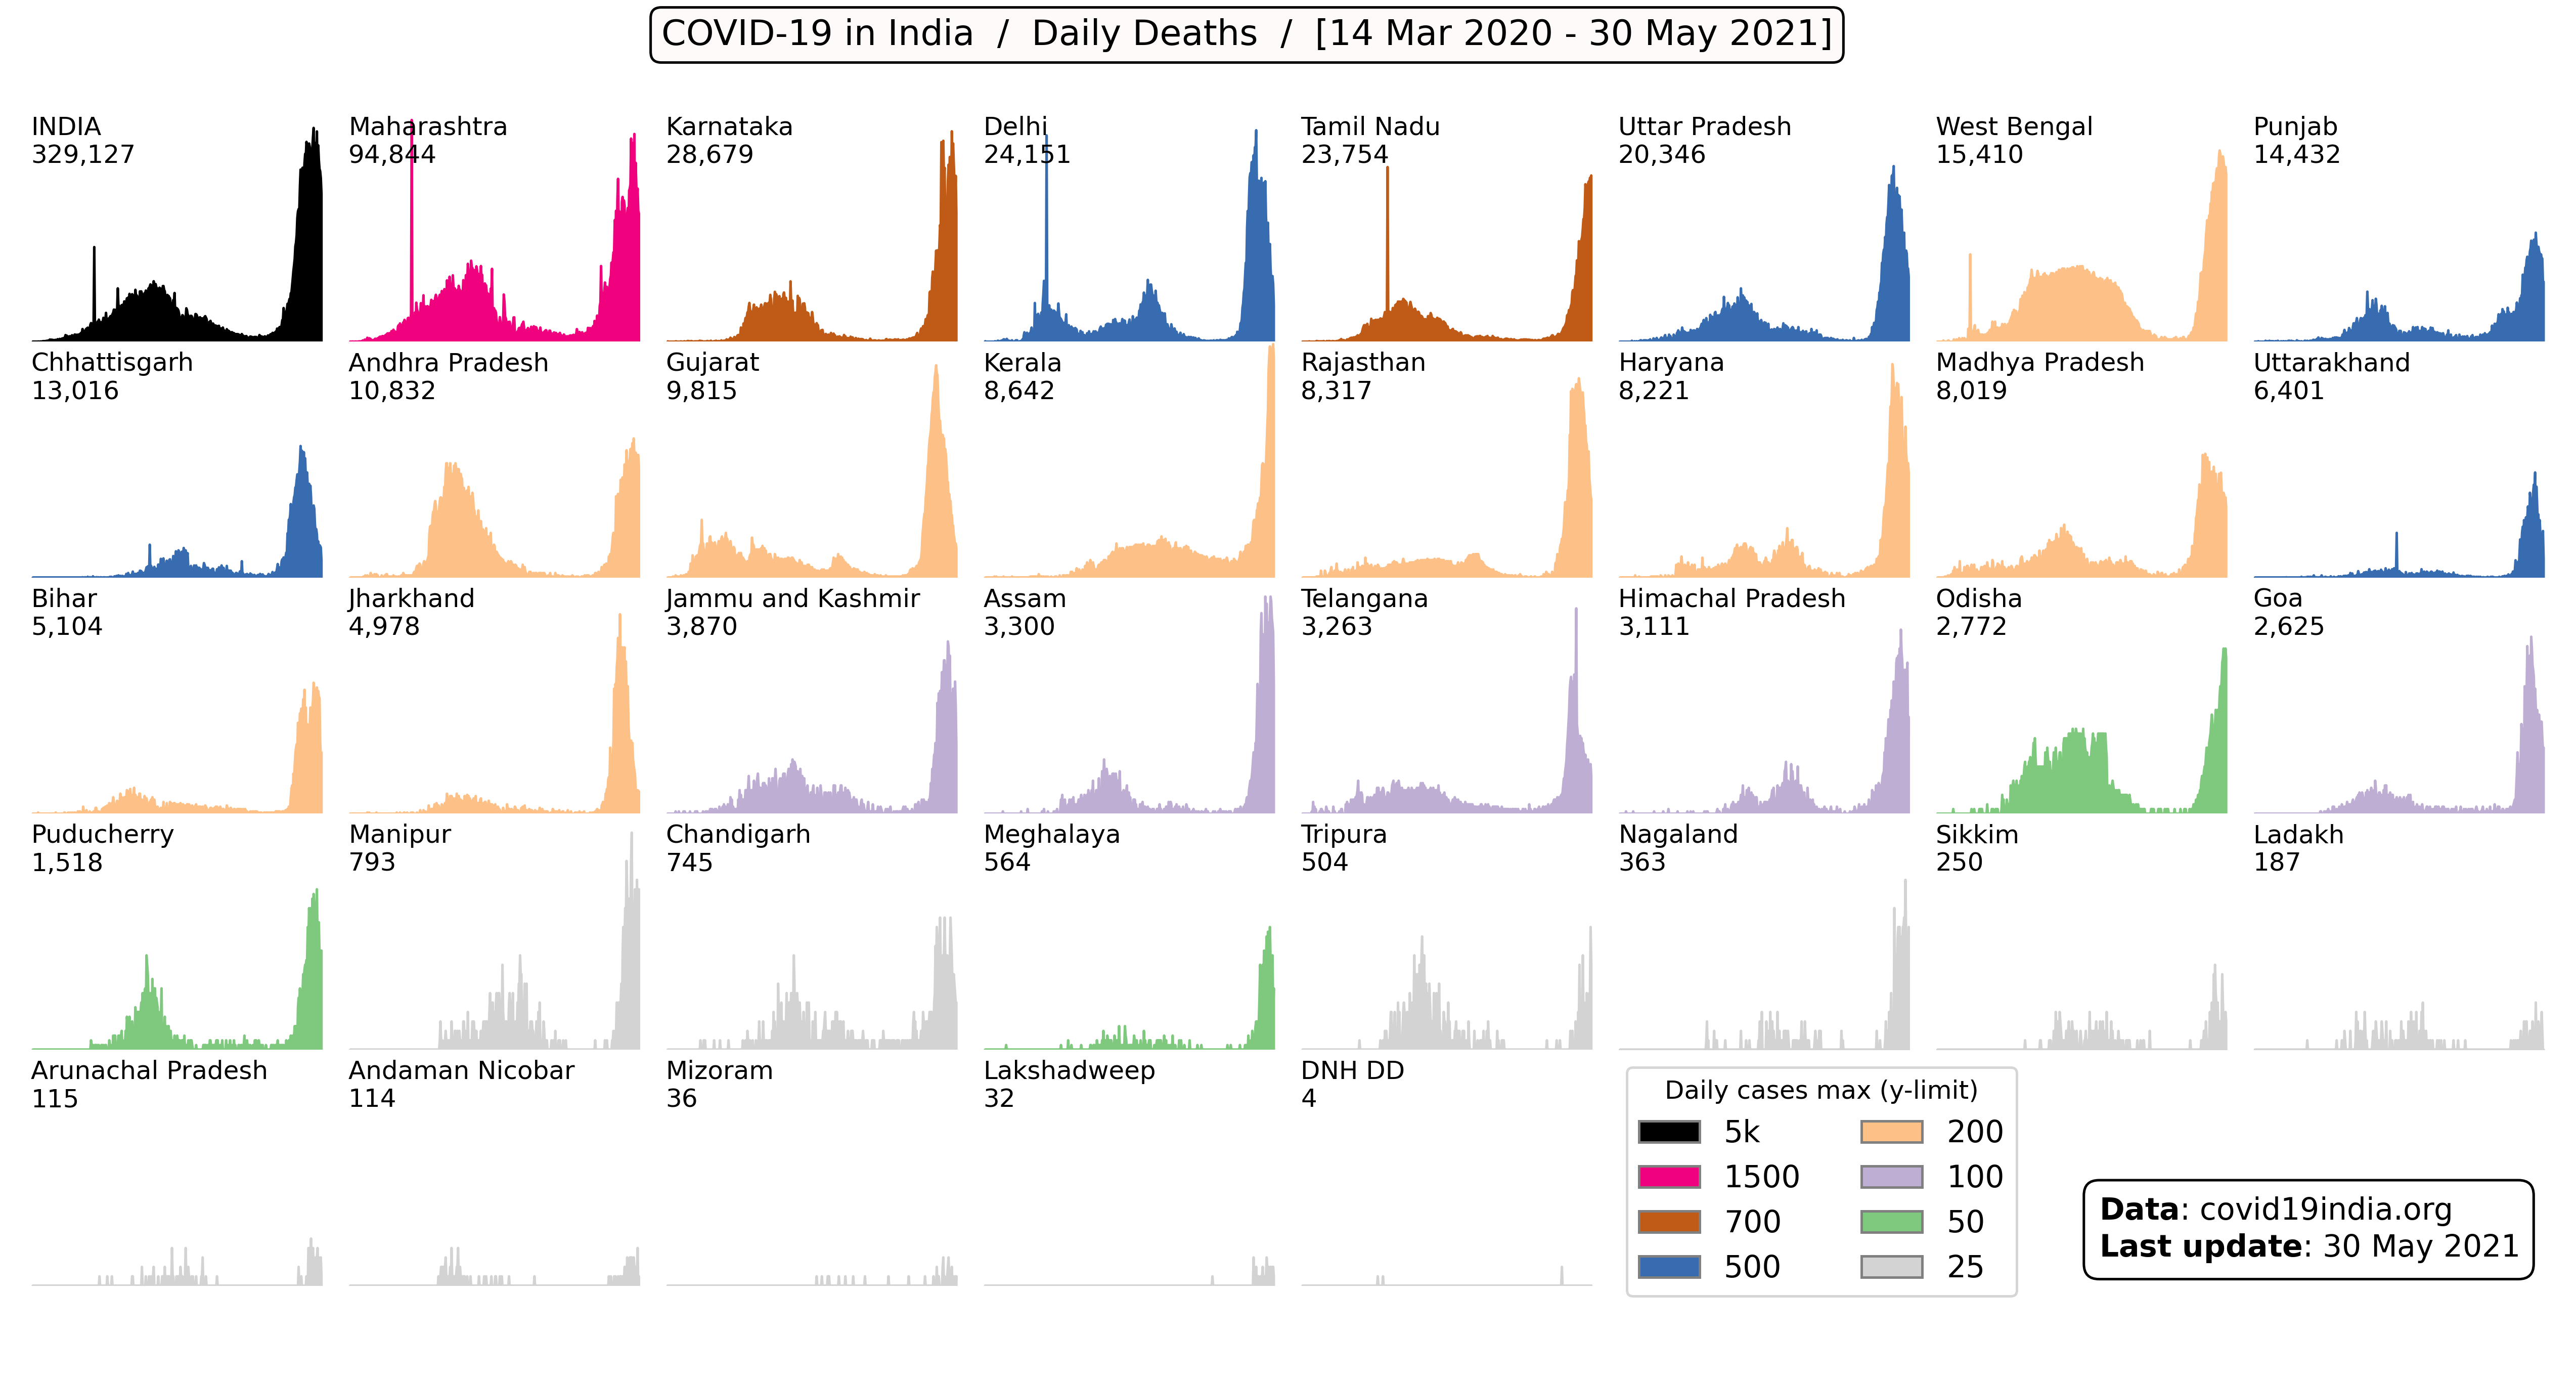 COVID-19 in India / Daily Deaths / [14 Mar 2020 - 30 May 2021]
INDIA
329,127
Maharashtra
94,844
Karnataka
28,679
Delhi
24,151
Tamil Nadu
23,754
Uttar Pradesh
20,346
West Bengal
15,410
Punjab
14,432
Chhattisgarh
13,016
Andhra Pradesh
10,832
Gujarat
9,815
Kerala
8,642
Rajasthan
8,317
Haryana
8,221
Madhya Pradesh
8,019
Uttarakhand
6,401
Bihar
5,104
Jharkhand
4,978
Jammu and Kashmir
3,870
Assam
3,300
Telangana
3,263
Himachal Pradesh
3,111
Odisha
2,772
Goa
2,625
Puducherry
1,518
Manipur
793
Chandigarh
745
Meghalaya
564
Tripura
504
Nagaland
363
Sikkim
250
Ladakh
187
Arunachal Pradesh
115
Andaman Nicobar
114
Mizoram
36
Lakshadweep
32
DNH DD
4
Daily cases max (y-limit)
5k
1500
700
500
200
100
50
25
Data: covid19india.org
Last update: 30 May 2021